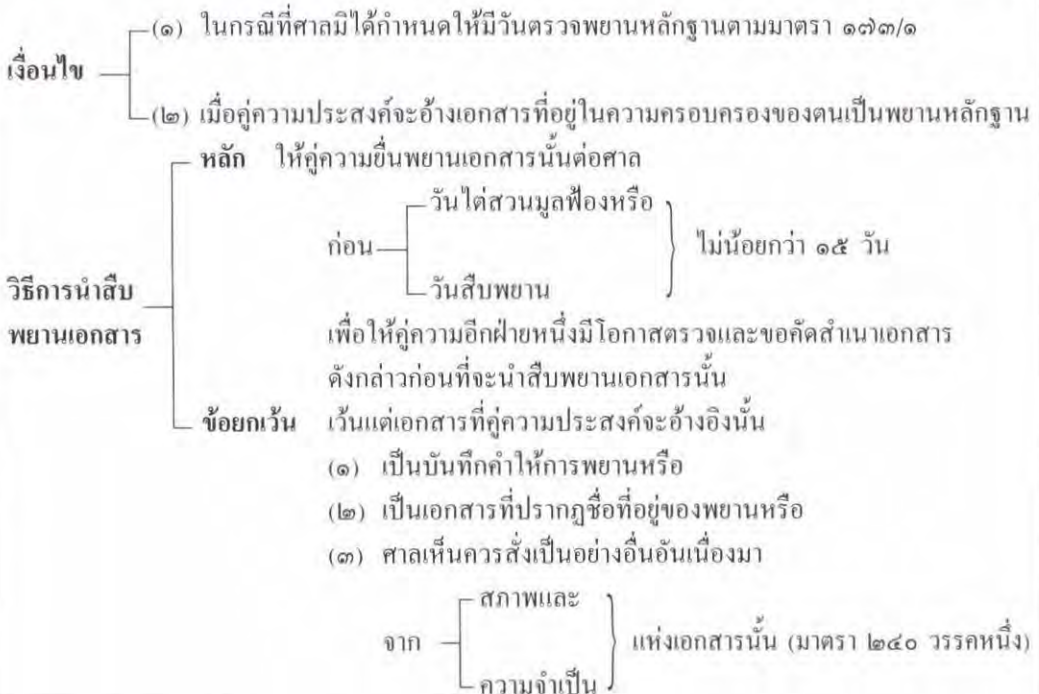 (๑) ในกรณีที่ศาลมิได้กำหนดให้มีวันตรวจพยานหลักฐานตามมาตรา ๑๗๓/๑
เงื่อนไข
(๒) เมื่อคู่ความประสงค์จะอ้างเอกสารที่อยู่ในความครอบครองของตนเป็นพยานหลักฐาน
หลัก ให้คู่ความยื่นพยานเอกสารนั้นต่อศาล
วันไต่สวนมูลฟ้องหรือ
ก่อน ไม่น้อยกว่า ๑๕ วัน
วิธีการนำสืบ วันสืบพยาน
พยานเอกสาร เพื่อให้คู่ความอีกฝ่ายหนึ่งมีโอกาสตรวจและขอคัดสำเนาเอกสาร
ดังกล่าวก่อนที่จะนำสืบพยานเอกสารนั้น
ข้อยกเว้น เว้นแต่เอกสารที่คู่ความประสงค์จะอ้างอิงนั้น
(๑) เป็นบันทึกคำให้การพยานหรือ
(๒) เป็นเอกสารที่ปรากฏชื่อที่อยู่ของพยานหรือ
(๓) ศาลเห็นควรสั่งเป็นอย่างอื่นอันเนื่องมา
สภาพและ
จาก แห่งเอกสารนั้น (มาตรา ๒๔๐ วรรคหนึ่ง)
ความจำเป็น